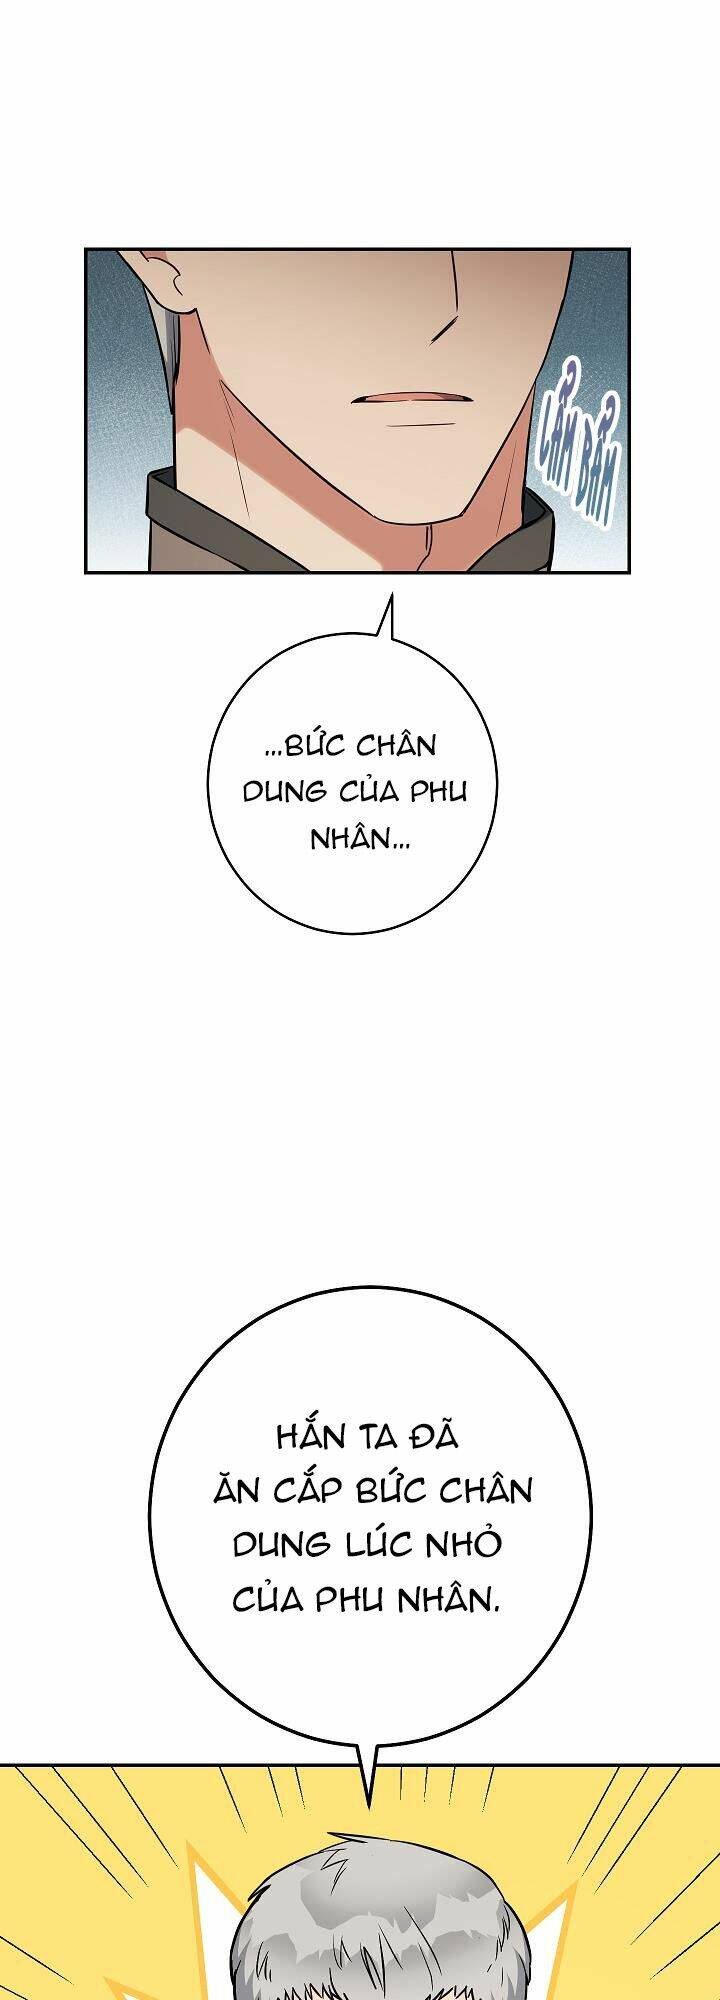 LẨM BẨM
...BỨC CHÂN
DUNG CỦA PHU
NHÂN...
HẮN TA ĐÃ
ĂN CẮP BỨC CHÂN
DUNG LÚC NHỎ
CỦA PHU NHÂN.